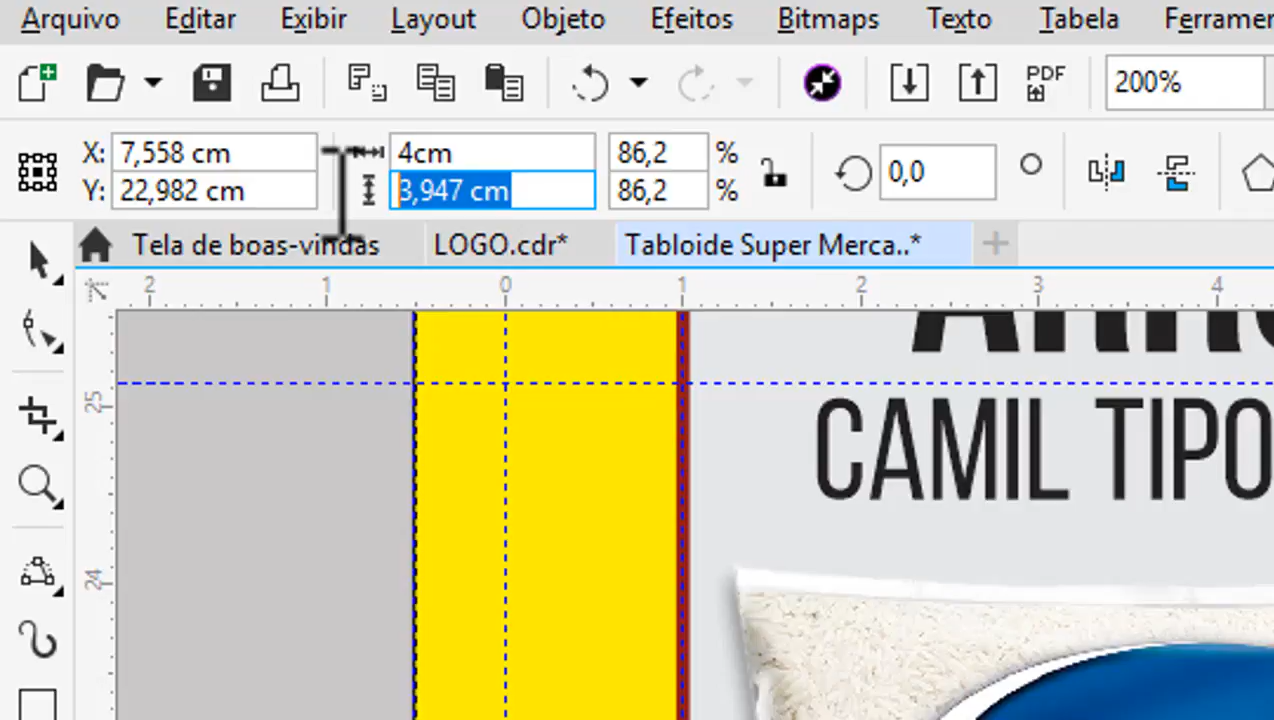 Arquivo Editar Exibir Layout Objeto Efeitos Bitmaps Texto Tabela
PDF 200%
X: 7,558 cm 4cm 86,2 %
Y: 22,982 cm 3,947 cm 86,2 %
0,0
Tela de boas-vindas LOGO.cdr* Tabloide Super Merca..*
2 1 0 1 2 3 4
25
CAMIL TIPO
24